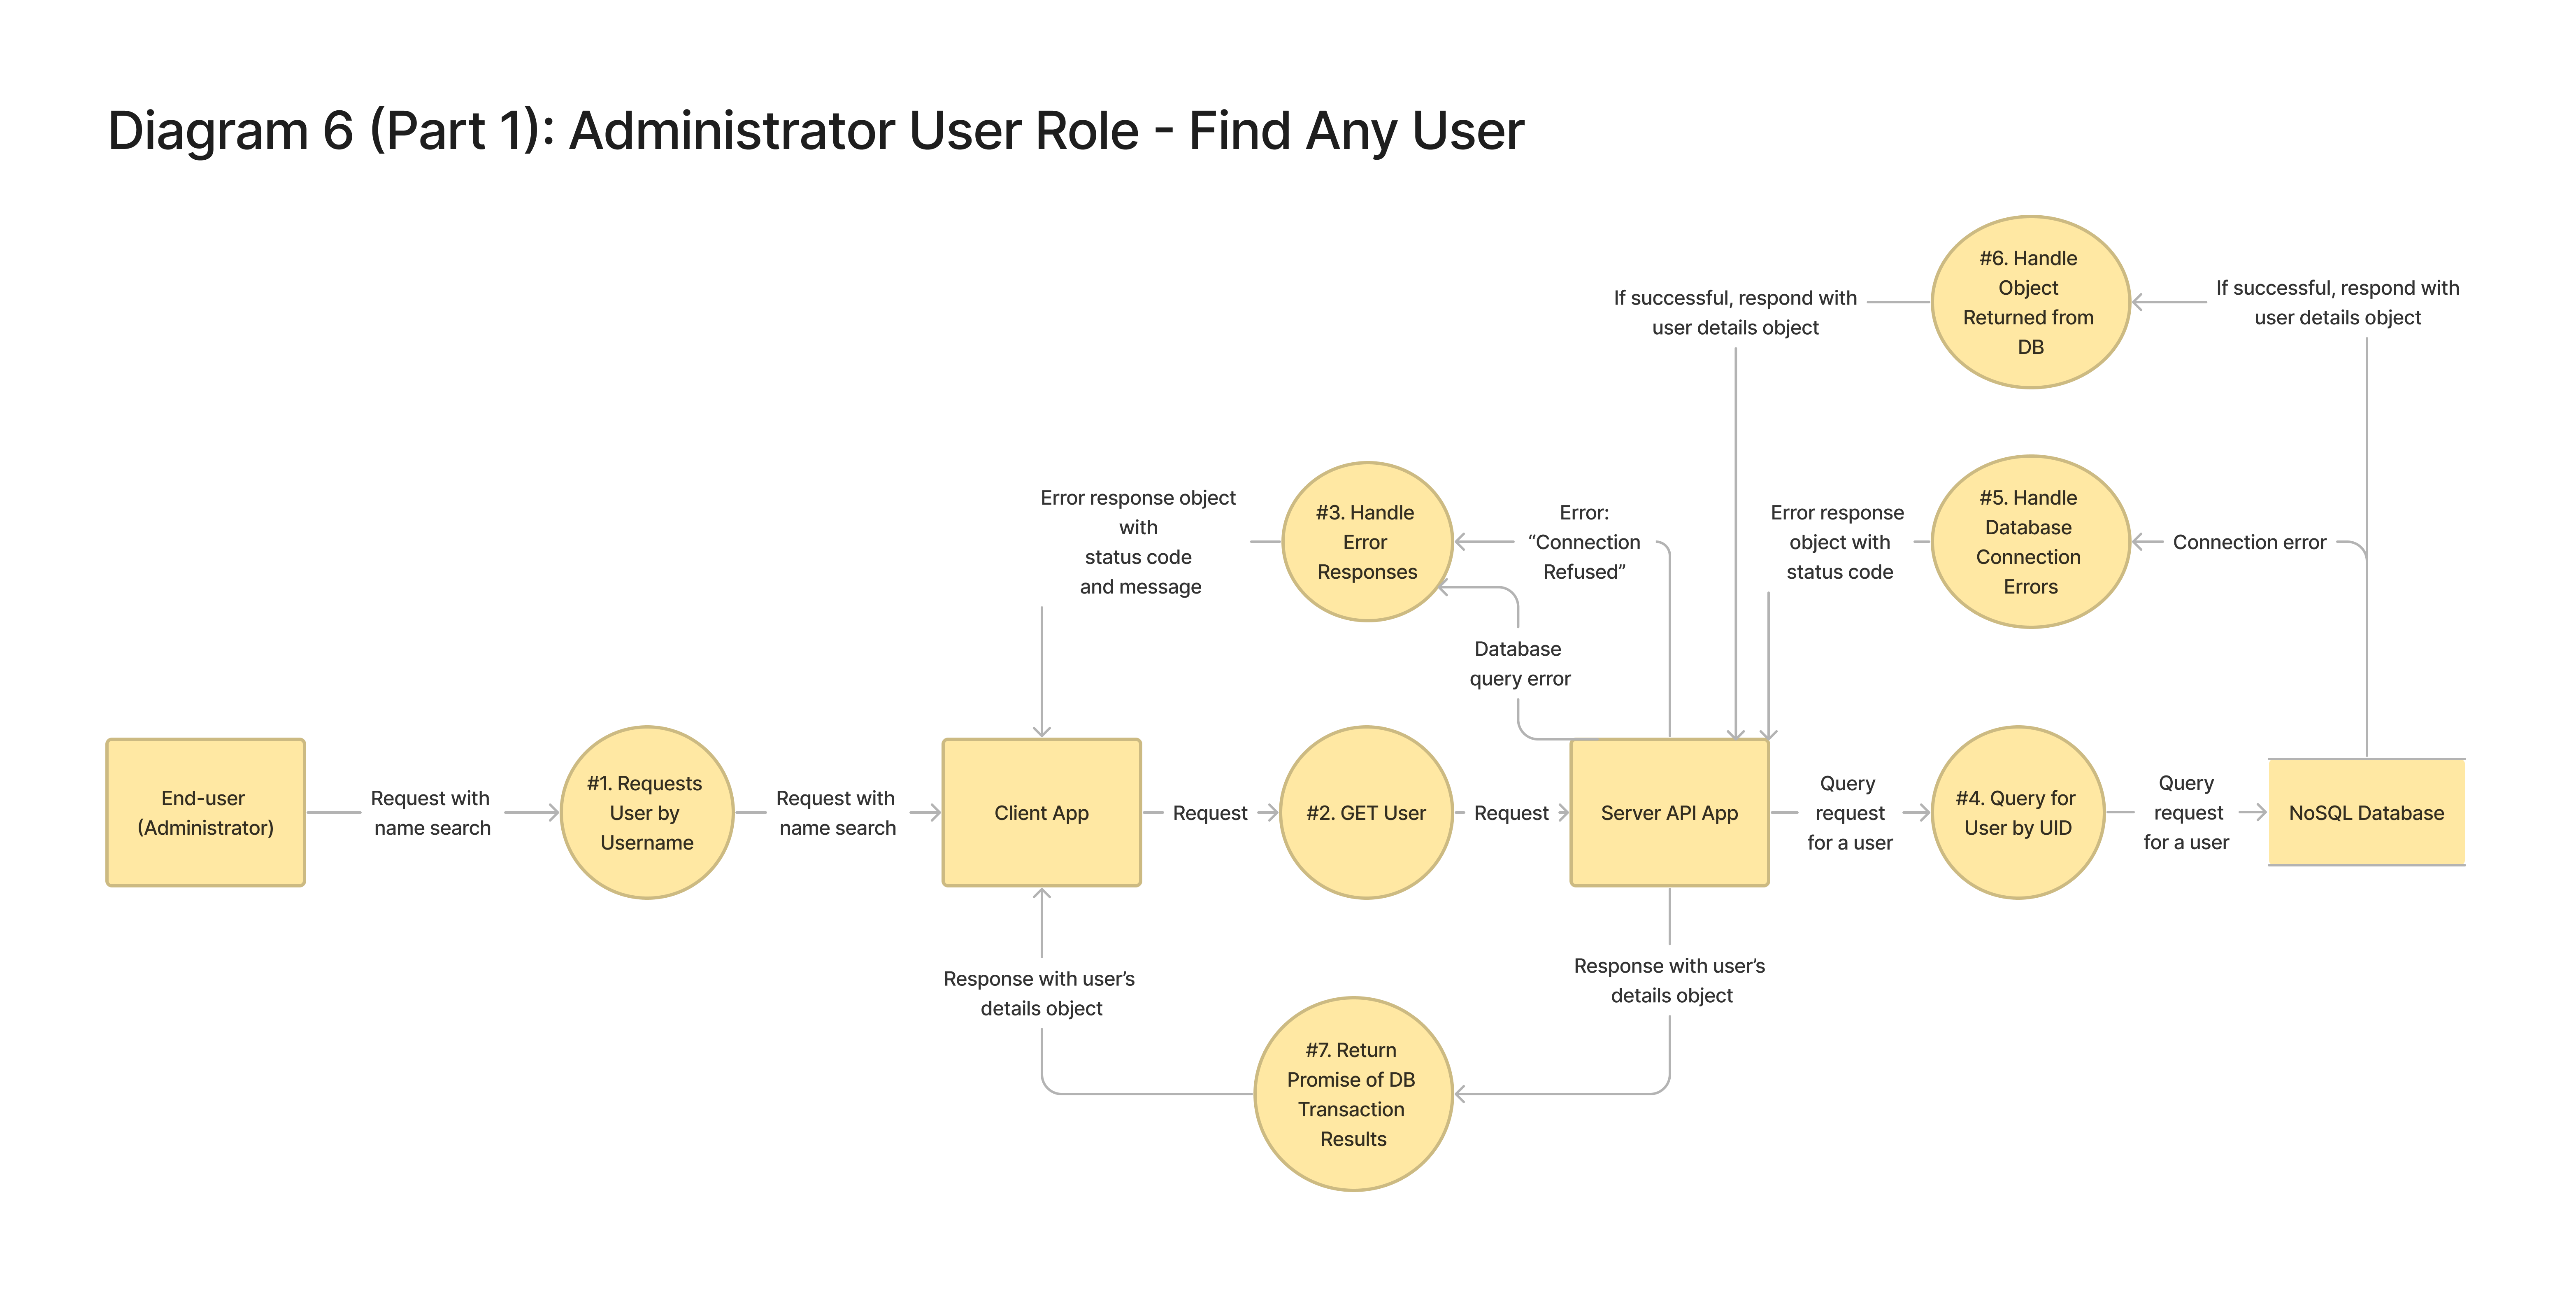 Diagram 6 (Part 1): Administrator User Role - Find Any User
#6. Handle
Object
Returned from
DB
If successful, respond with
user details object
If successful, respond with
user details object
Error response object
with
status code
and message
#3. Handle
Error
Responses
Error:
“Connection
Refused”
Error response
object with
status code
#5. Handle
Database
Connection
Errors
Connection error
Database
query error
End-user
(Administrator)
Request with
name search
#1. Requests
User by
Username
Request with
name search
Client App
Request
#2. GET User
Request
Server API App
Query
request
for a user
#4. Query for
User by UID
Query
request
for a user
NoSQL Database
Response with user’s
details object
Response with user’s
details object
#7. Return
Promise of DB
Transaction
Results